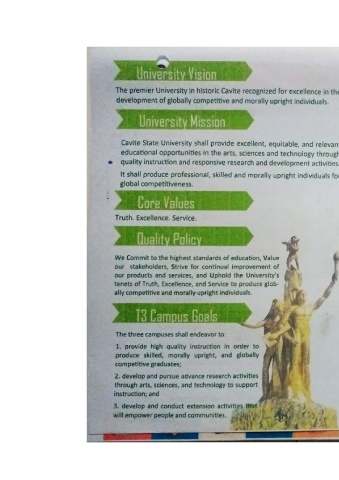 University Vision
The premier University in historic Cavite recognized for excellence in the
development of globally competitive and morally upright individuals.
University Mission
Cavite State University shall provide excellent, equitable, and relevan
educational opportunities in the arts, sciences and technology through
quality instruction and responsive research and development activities
It shall produce professional, skilled and morally upright individuals fo
global competitiveness.
Core Values
Truth. Excellence. Service.
Quality Policy
We Commit to the highest standards of education, Value
our stakeholders, Strive for continual improvement of
our products and services, and Uphold the University's
tenets of Truth, Excellence, and Service to produce glob-
ally competitive and morally upright individuals.
T3 Campus Goals
The three campuses shall endeavor to:
1. provide high quality instruction in order to
produce skilled, morally upright, and globally
competitive graduates;
2. develop and pursue advance research activities
through arts, sciences, and technology to support
instruction; and
3. develop and conduct extension activities that
will empower people and communities.